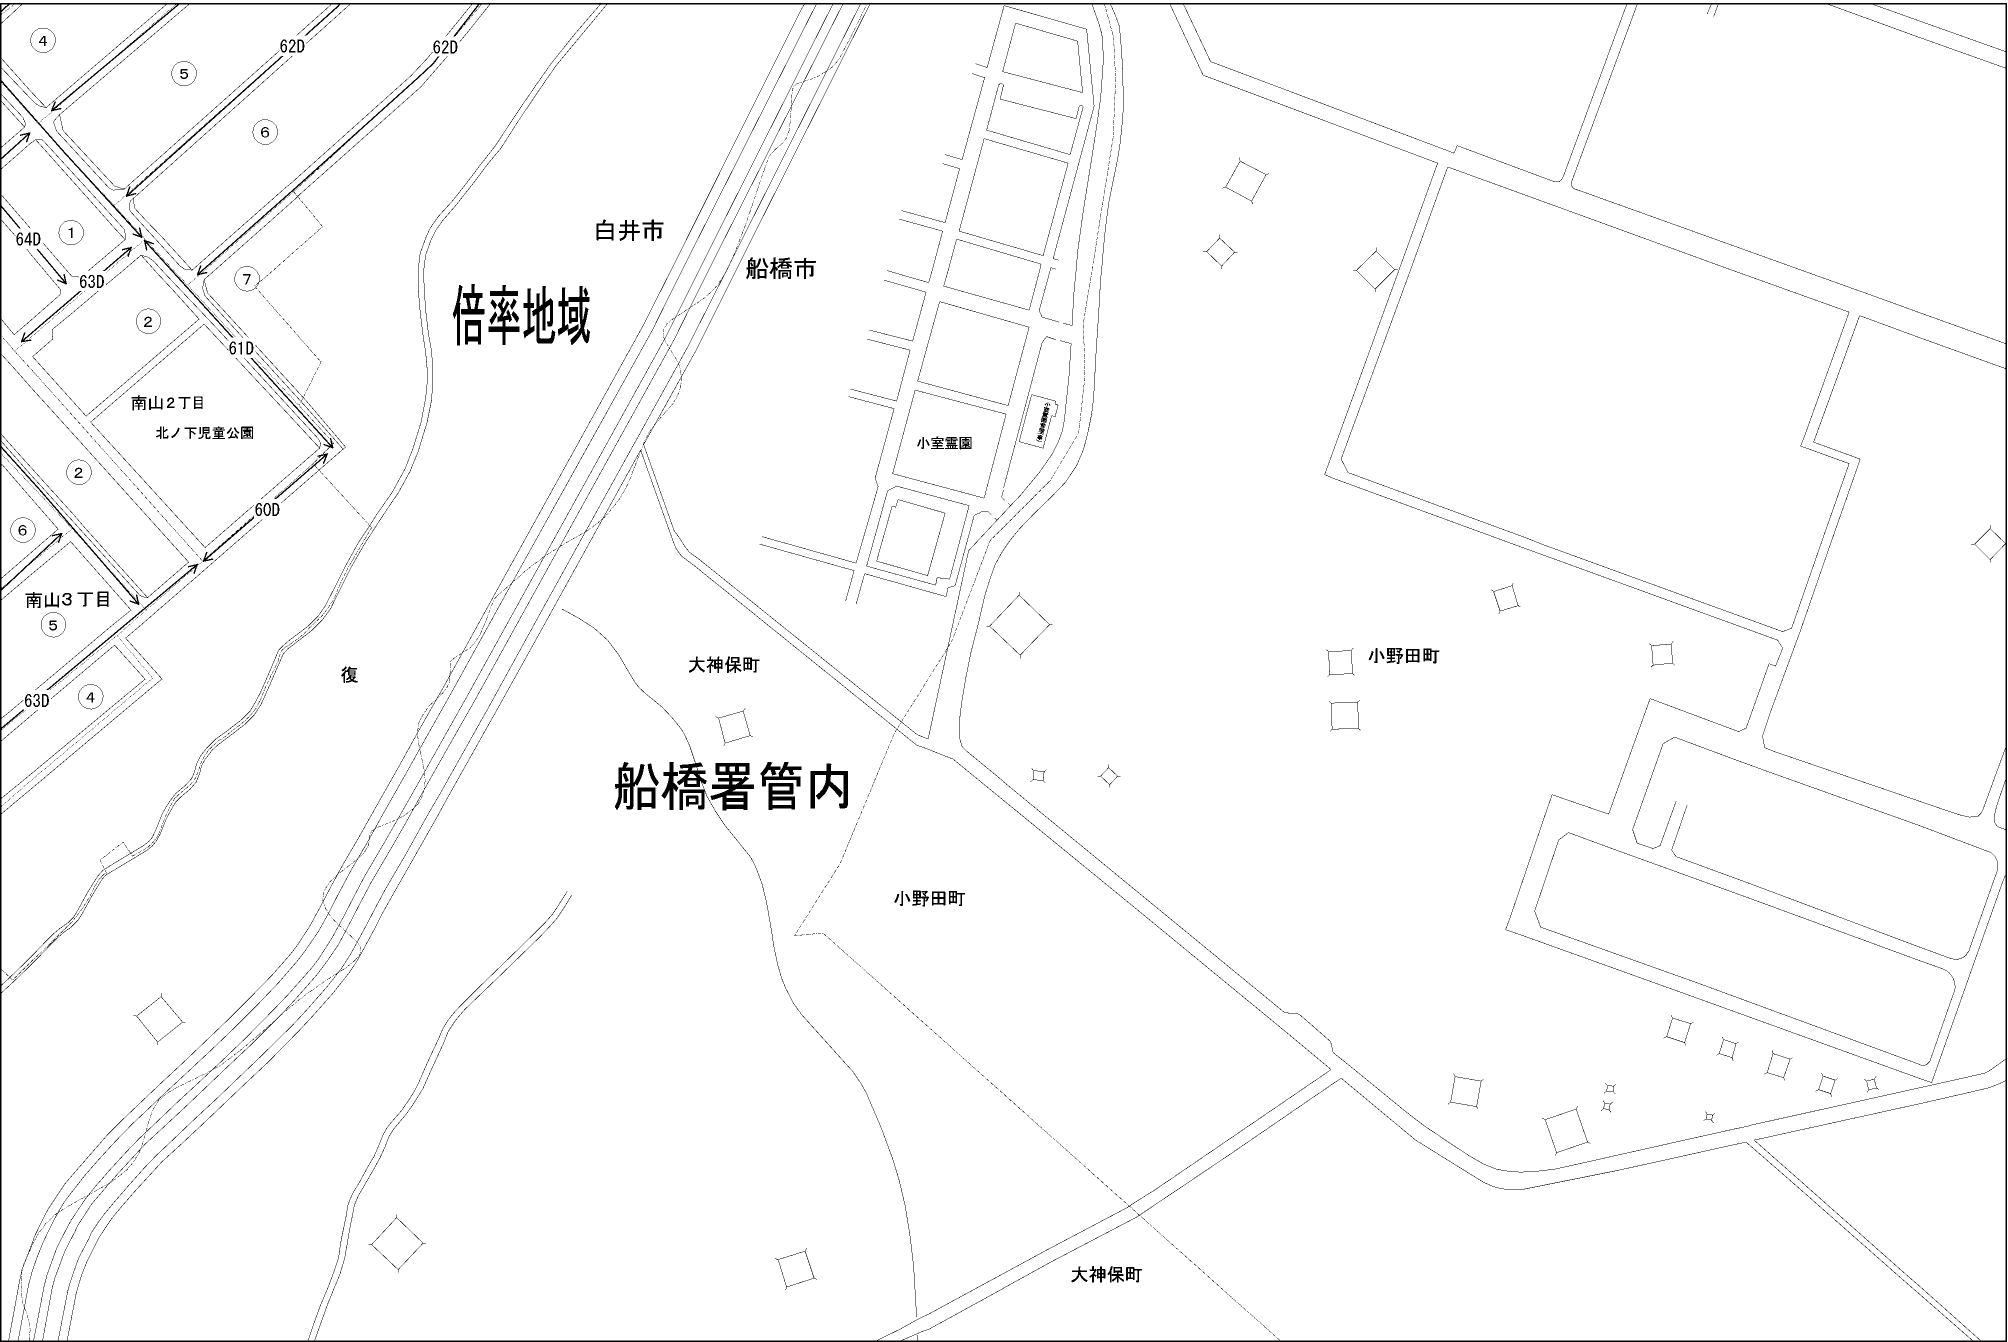 4
62D
62D
5
6
白井市
1
64D
船橋市
63D
7
倍率地域
2
61D
南山2丁目
北ノ下児童公園
小室霊園
2
60D
6
南山3丁目
5
大神保町
小野田町
復
4
63D
船橋署管内
小野田町
大神保町